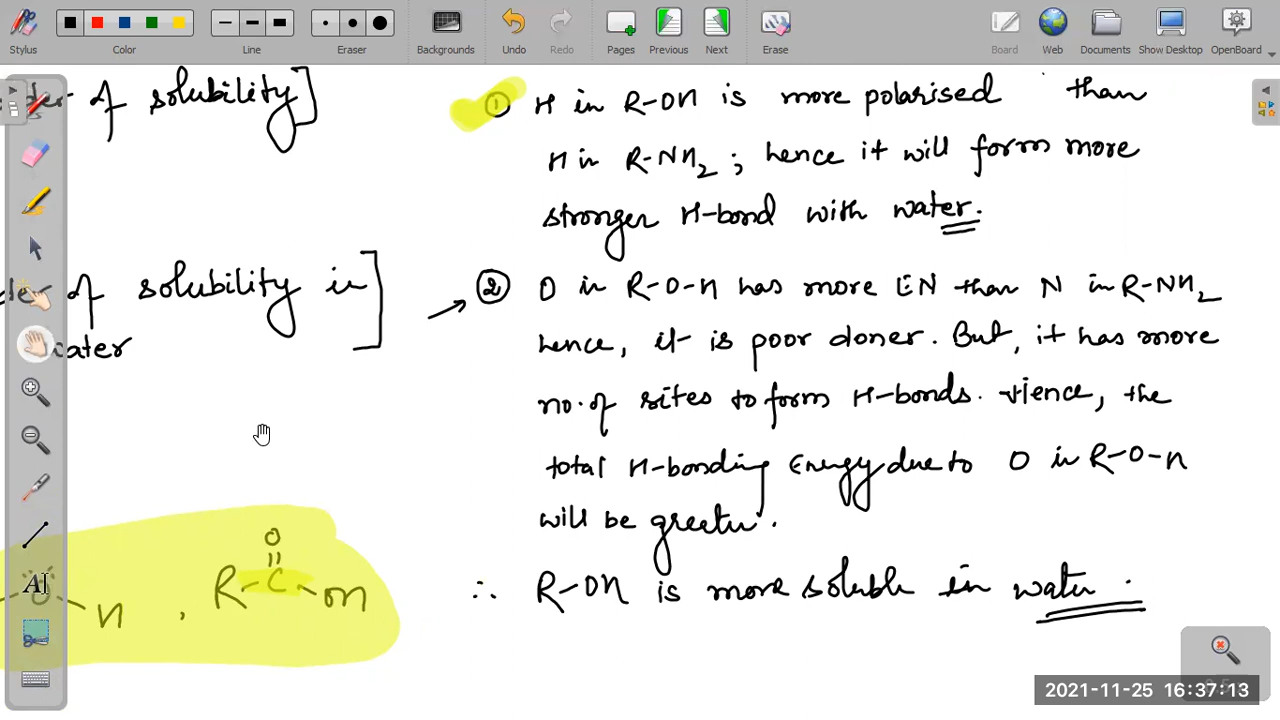 Stylus
Color
Line
Eraser
Backgrounds
Undo
Redo
Pages
Previous
Next
Erase
Board
Web
Documents
Show Desktop
OpenBoard
of solubility]
① H in R-OH is more polarised than
H in R-NH₂ ; hence it will form more
stronger H-bond with water.
of solubility in]
water
→ ② O in R-O-H has more EN than N in R-NH₂
hence, it is poor doner. But, it has more
no. of sites to form H-bonds. Hence, the
total H-bonding Energy due to O in R-O-H
will be greater.
∴ R-OH is more soluble in water.
O
H , R-C-OH
2021-11-25 16:37:13